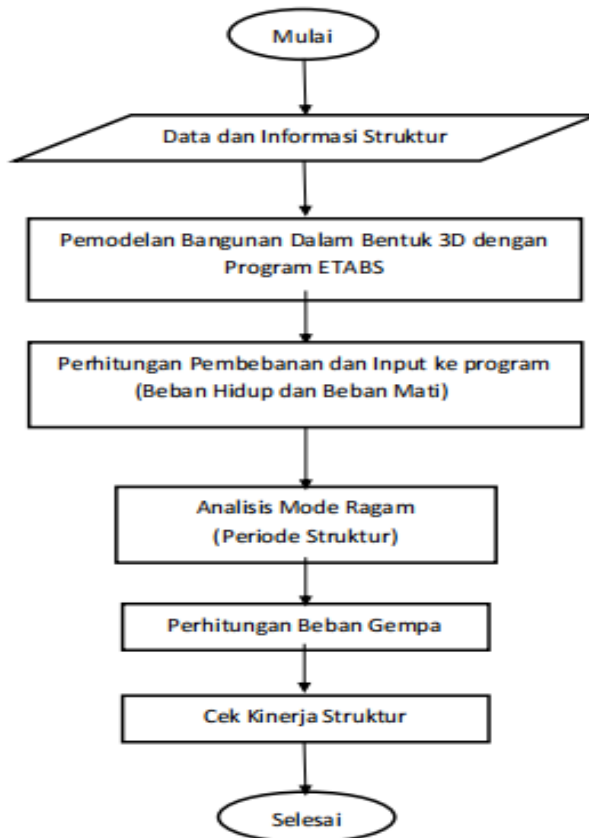 Mulai
Data dan Informasi Struktur
Pemodelan Bangunan Dalam Bentuk 3D dengan
Program ETABS
Perhitungan Pembebanan dan Input ke program
(Beban Hidup dan Beban Mati)
Analisis Mode Ragam
(Periode Struktur)
Perhitungan Beban Gempa
Cek Kinerja Struktur
Selesai